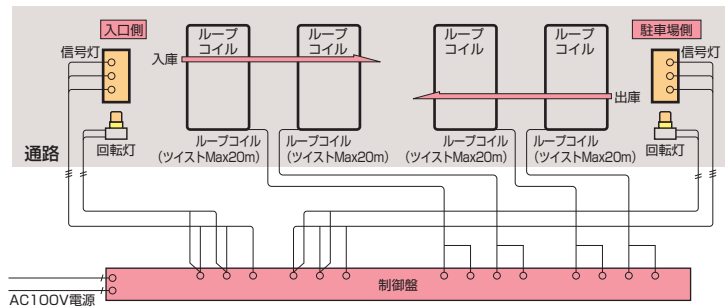 入口側
信号灯
ループ
コイル
ループ
コイル
ループ
コイル
ループ
コイル
駐車場側
信号灯
入庫
出庫
回転灯
通路
ループコイル
(ツイストMax20m)
ループコイル
(ツイストMax20m)
ループコイル
(ツイストMax20m)
ループコイル
(ツイストMax20m)
回転灯
制御盤
AC100V電源